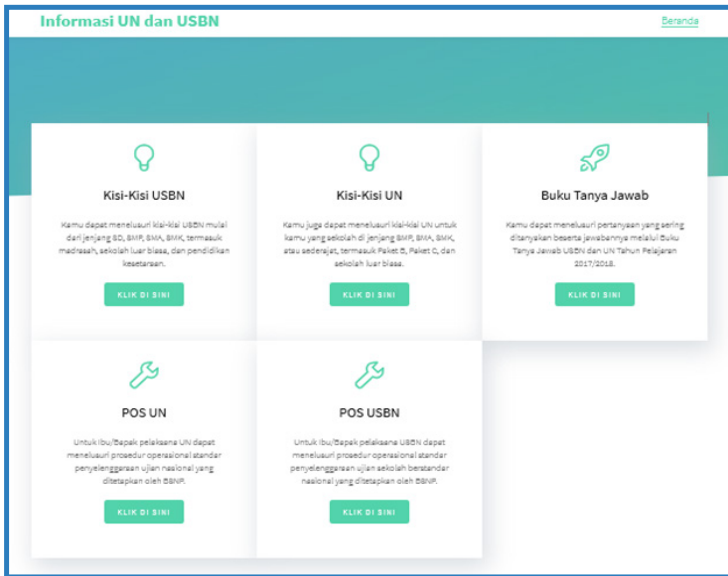 Informasi UN dan USBN
Beranda
Kisi-Kisi USBN
Kamu dapat menelusuri kisi-kisi USBN mulai
dari jenjang SD, SMP, SMA, SMK, termasuk
madrasah, sekolah luar biasa, dan pendidikan
kesetaraan.
KLIK DI SINI
Kisi-Kisi UN
Kamu juga dapat menelusuri kisi-kisi UN untuk
kamu yang sekolah di jenjang SMP, SMA, SMK,
atau sederajat, termasuk Paket B, Paket C, dan
sekolah luar biasa.
KLIK DI SINI
Buku Tanya Jawab
Kamu dapat menelusuri pertanyaan yang sering
ditanyakan beserta jawabannya melalui Buku
Tanya Jawab USBN dan UN Tahun Pelajaran
2017/2018.
KLIK DI SINI
POS UN
Untuk Ibu/Bapak pelaksana UN dapat
menelusuri prosedur operasional standar
penyelenggaraan ujian nasional yang
ditetapkan oleh BSNP.
KLIK DI SINI
POS USBN
Untuk Ibu/Bapak pelaksana USBN dapat
menelusuri prosedur operasional standar
penyelenggaraan ujian sekolah berstandar
nasional yang ditetapkan oleh BSNP.
KLIK DI SINI